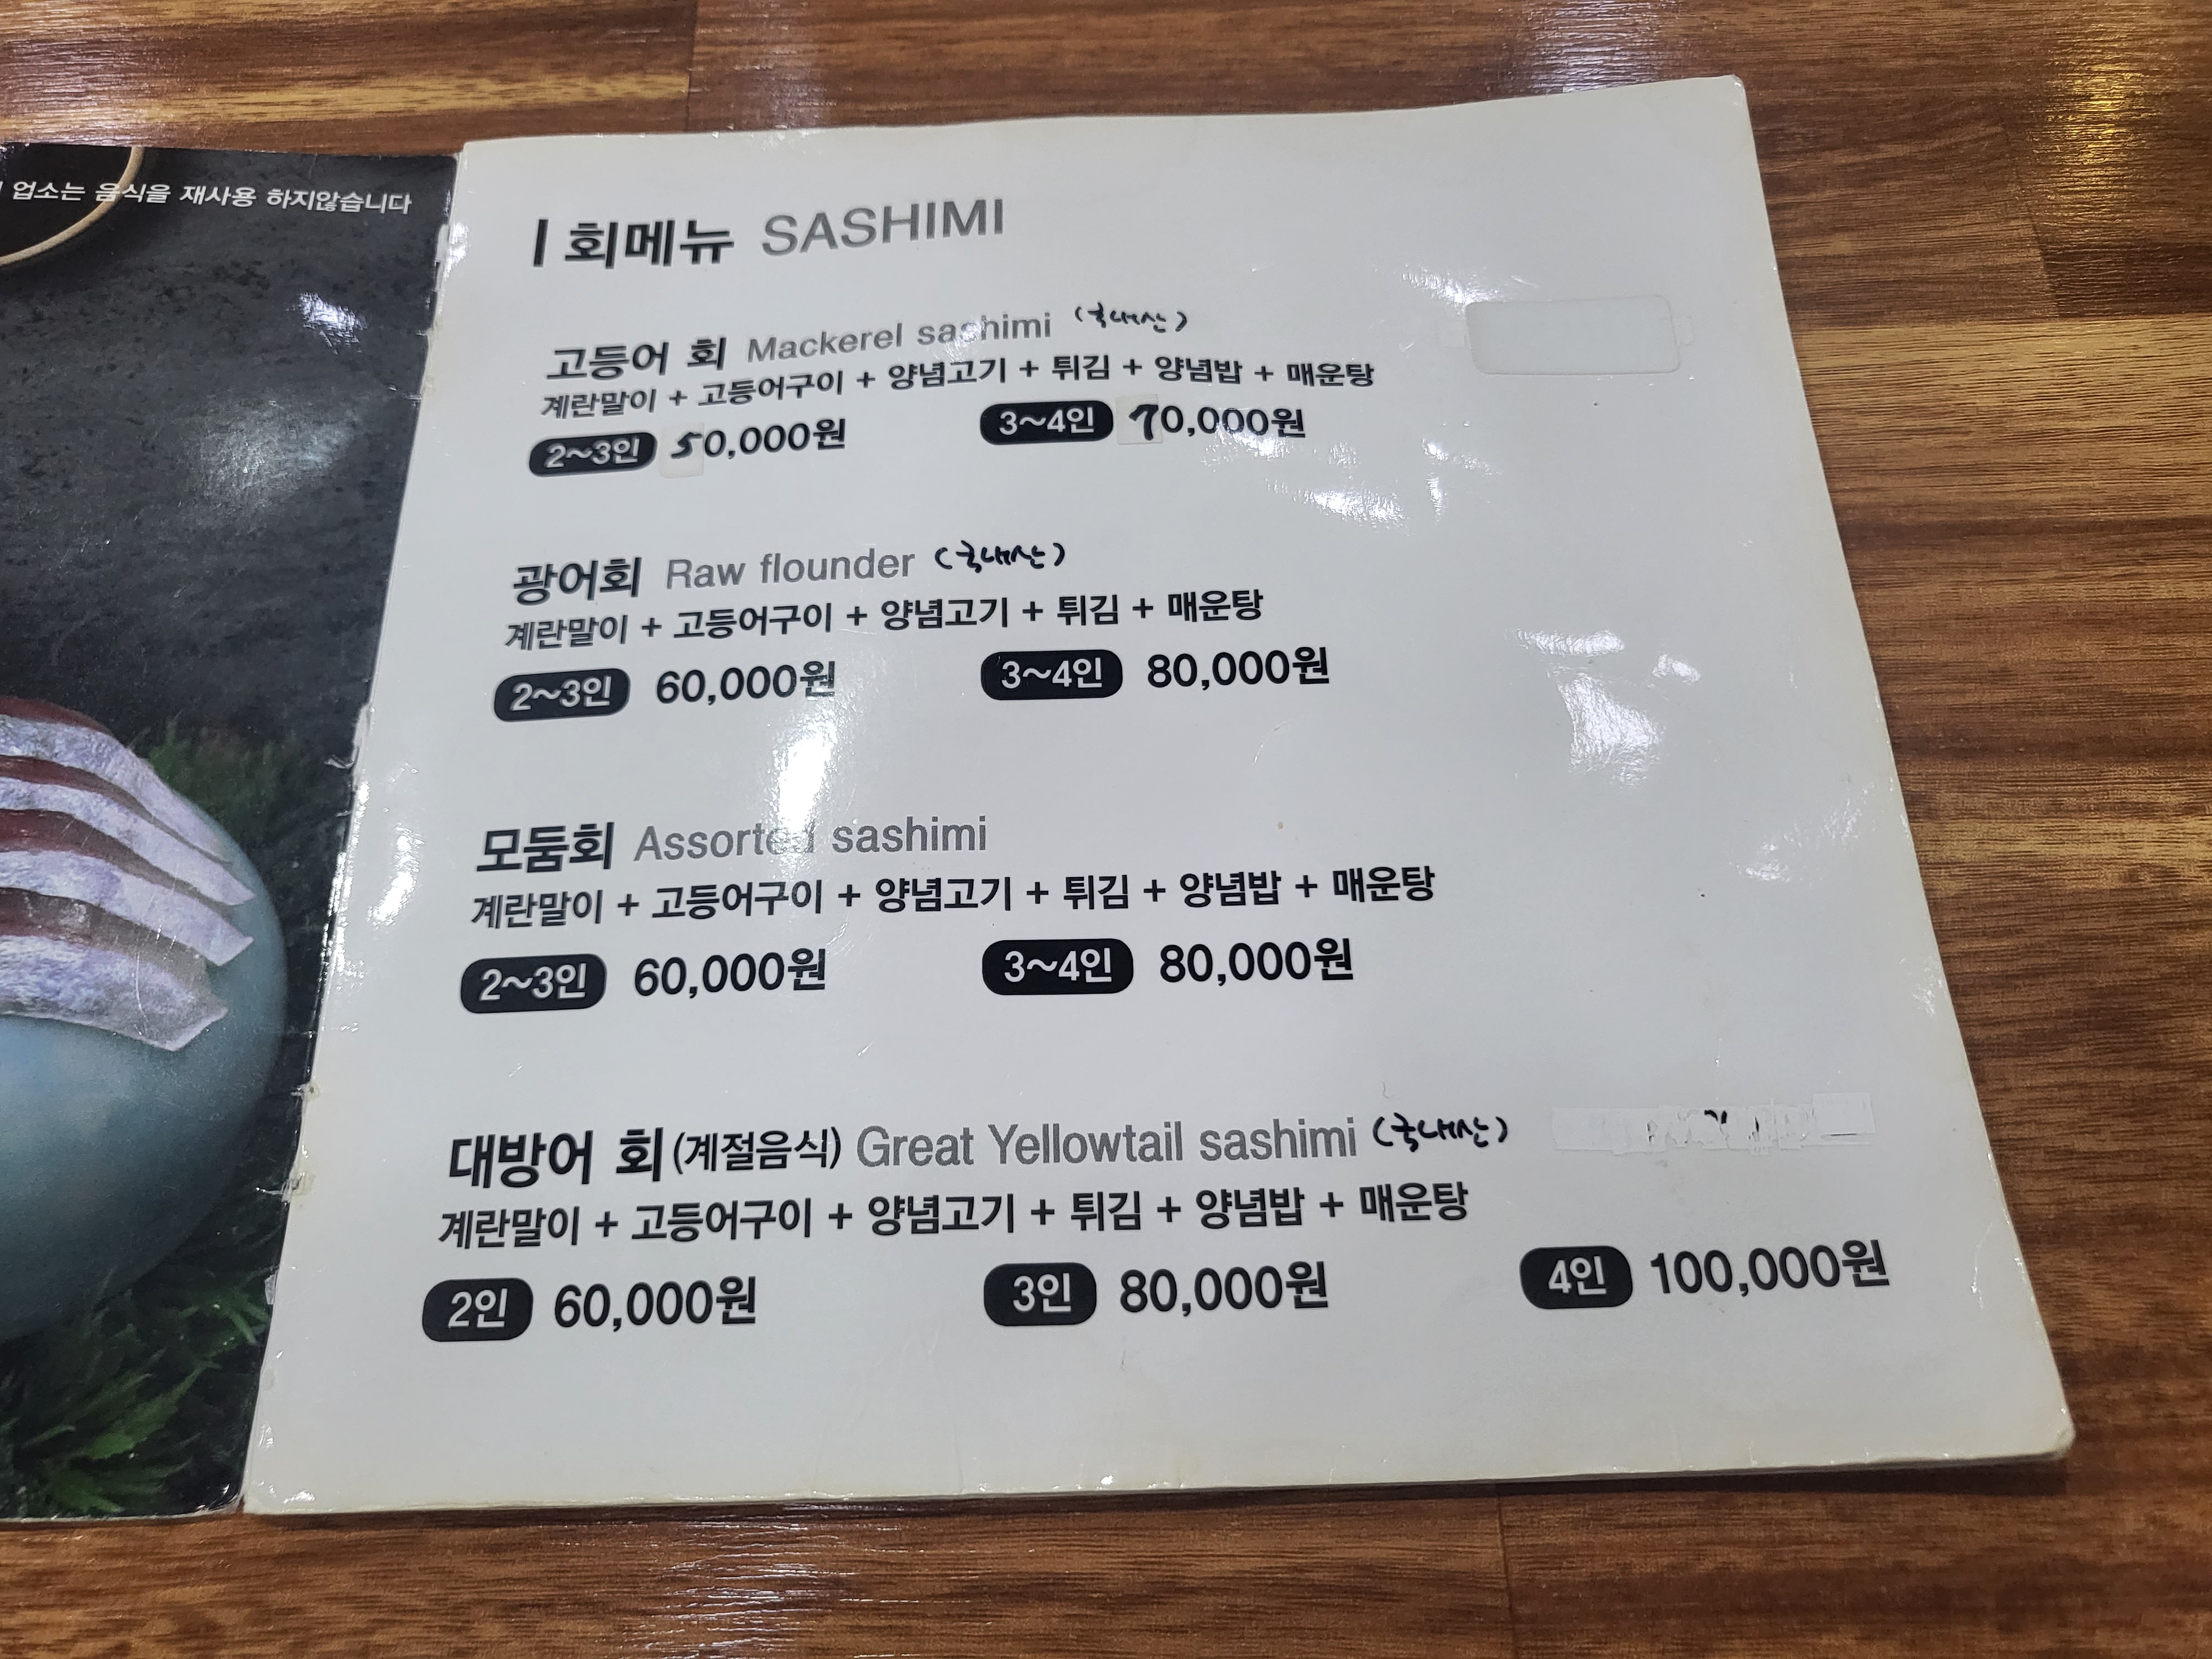 업소는 음식을 재사용 하지않습니다
회메뉴 SASHIMI
고등어 회 Mackerel sashimi (국내산)
계란말이 + 고등어구이 + 양념고기 + 튀김 + 양념밥 + 매운탕
2~3인 50,000원 3~4인 70,000원
광어회 Raw flounder (국내산)
계란말이 + 고등어구이 + 양념고기 + 튀김 + 매운탕
2~3인 60,000원 3~4인 80,000원
모둠회 Assorted sashimi
계란말이 + 고등어구이 + 양념고기 + 튀김 + 양념밥 + 매운탕
2~3인 60,000원 3~4인 80,000원
대방어 회(계절음식) Great Yellowtail sashimi (국내산)
계란말이 + 고등어구이 + 양념고기 + 튀김 + 양념밥 + 매운탕
2인 60,000원 3인 80,000원 4인 100,000원